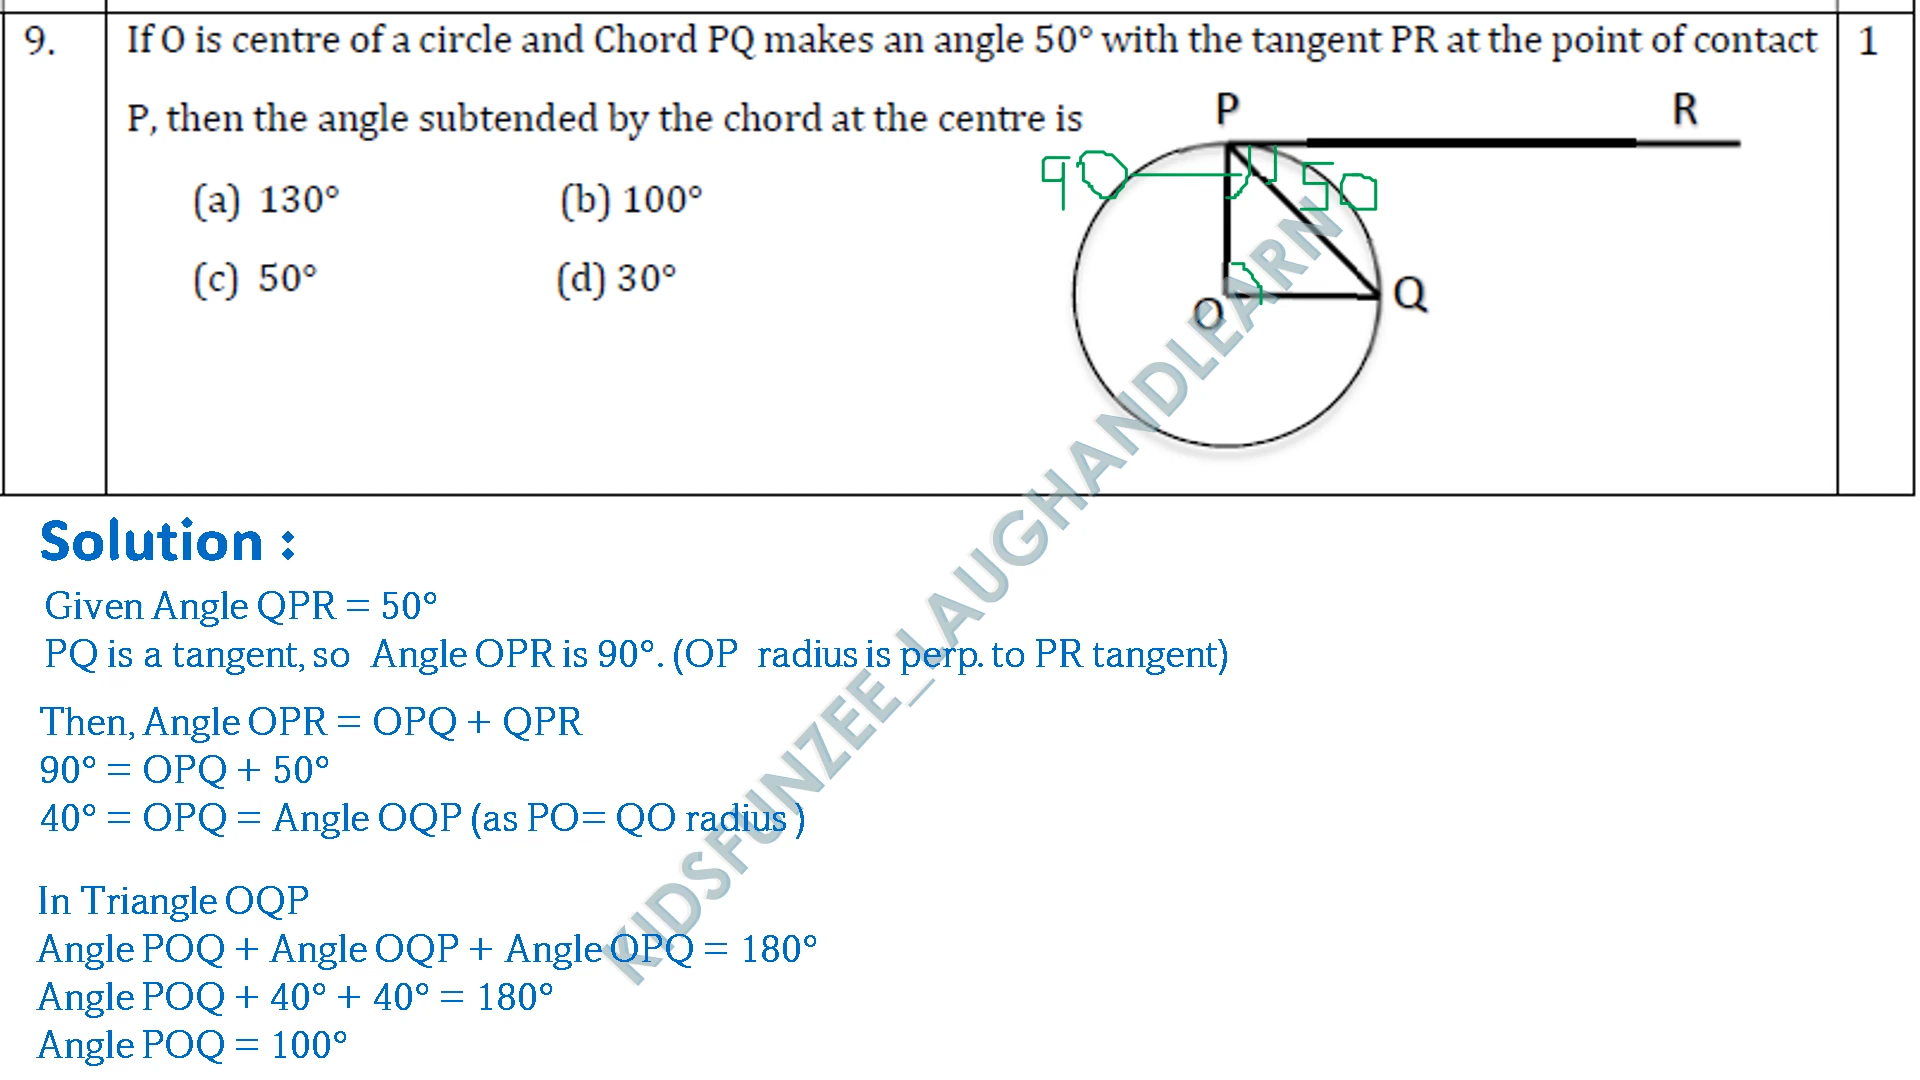 9. If O is centre of a circle and Chord PQ makes an angle 50° with the tangent PR at the point of contact 1
P, then the angle subtended by the chord at the centre is
P R
90 50
(a) 130° (b) 100°
(c) 50° (d) 30°
O Q
Solution :
Given Angle QPR = 50°
PQ is a tangent, so Angle OPR is 90°. (OP radius is perp. to PR tangent)
Then, Angle OPR = OPQ + QPR
90° = OPQ + 50°
40° = OPQ = Angle OQP (as PO= QO radius )
In Triangle OQP
Angle POQ + Angle OQP + Angle OPQ = 180°
Angle POQ + 40° + 40° = 180°
Angle POQ = 100°
KIDSFUNZEE_LAUGHANDLEARN